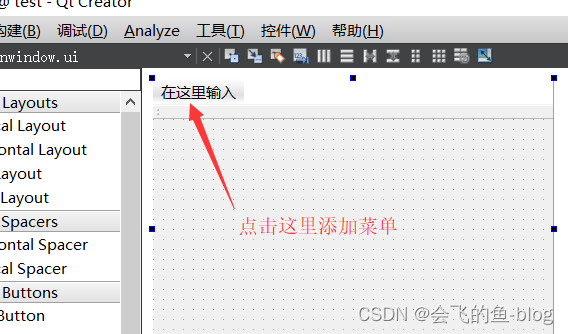 @ test - Qt Creator
构建(B) 调试(D) Analyze 工具(T) 控件(W) 帮助(H)
nwindow.ui
Layouts
cal Layout
ontal Layout
ayout
Layout
Spacers
ontal Spacer
cal Spacer
Buttons
Button
在这里输入
点击这里添加菜单
CSDN @会飞的鱼-blog